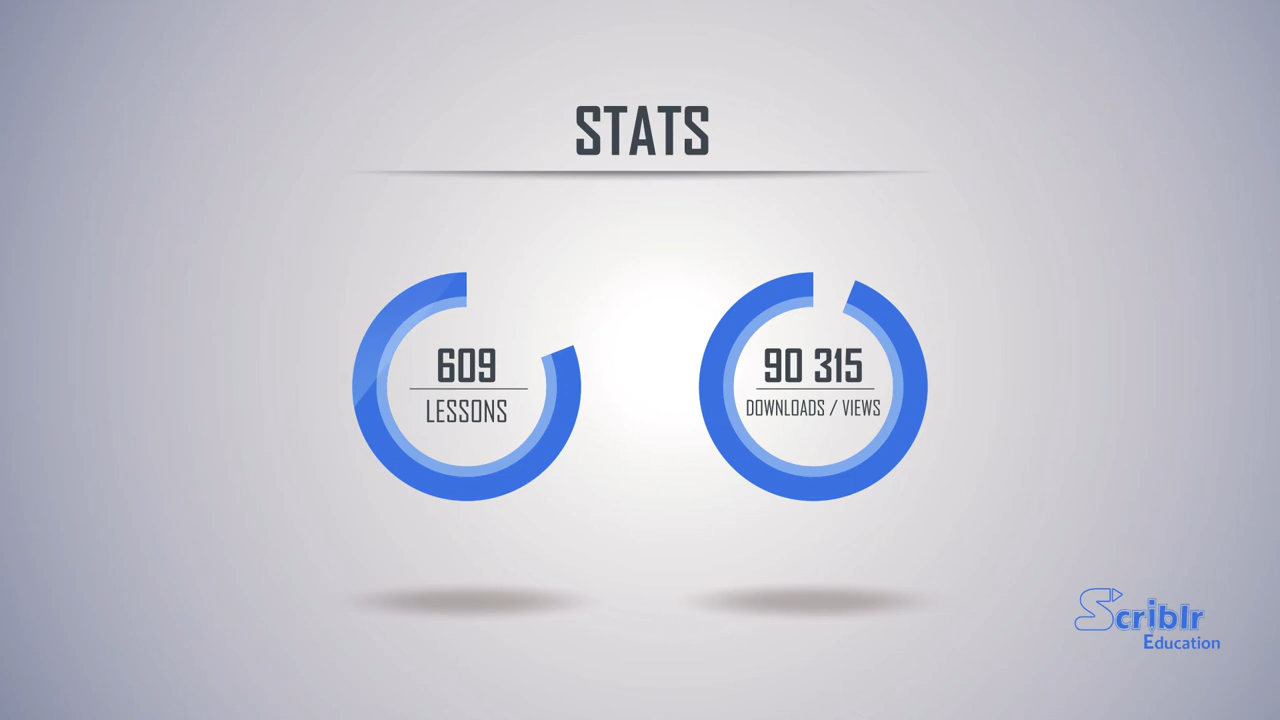 STATS
609
LESSONS
90 315
DOWNLOADS / VIEWS
Scriblr
Education